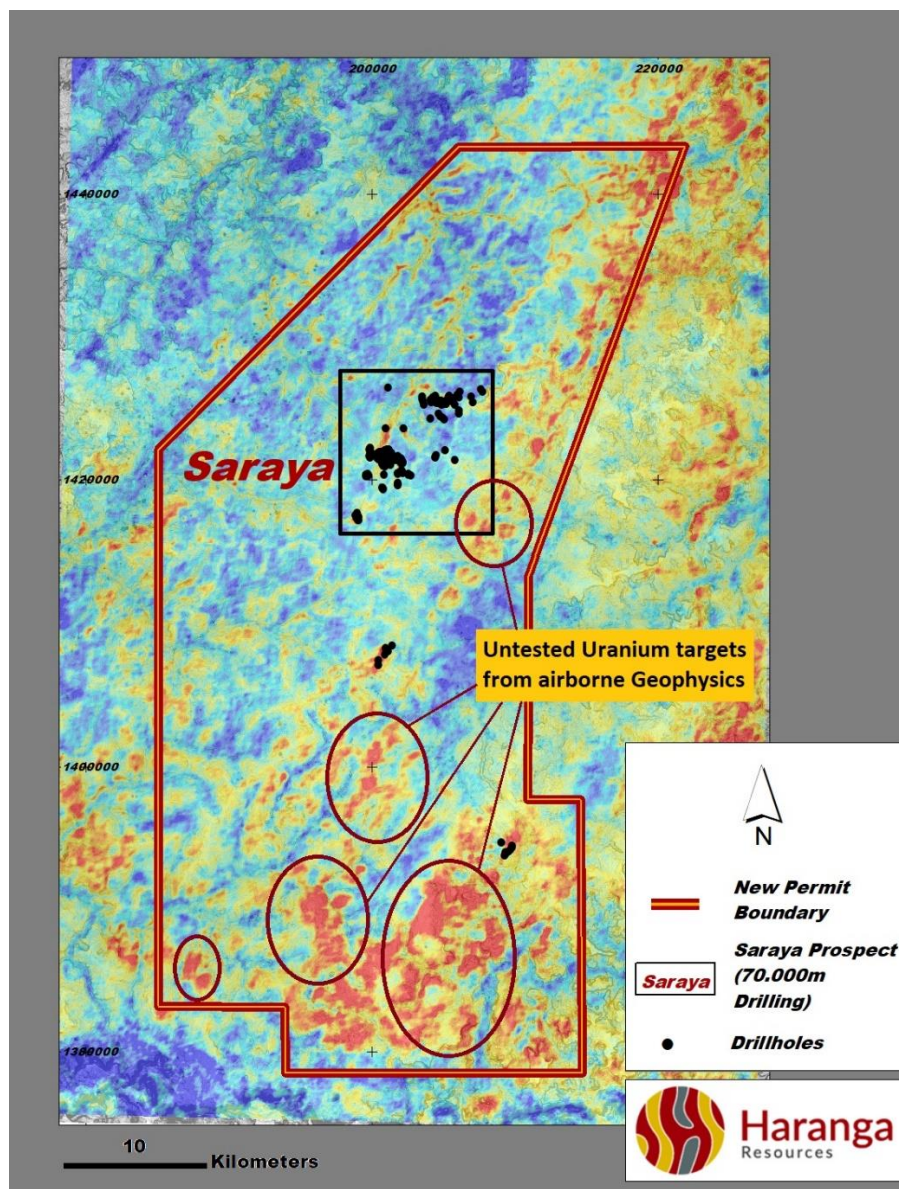 200000
220000
1440000
Saraya
1420000
Untested Uranium targets
from airborne Geophysics
1400000
N
New Permit
Boundary
Saraya
Saraya Prospect
(70.000m
Drilling)
Drillholes
1380000
10
Kilometers
Haranga
Resources